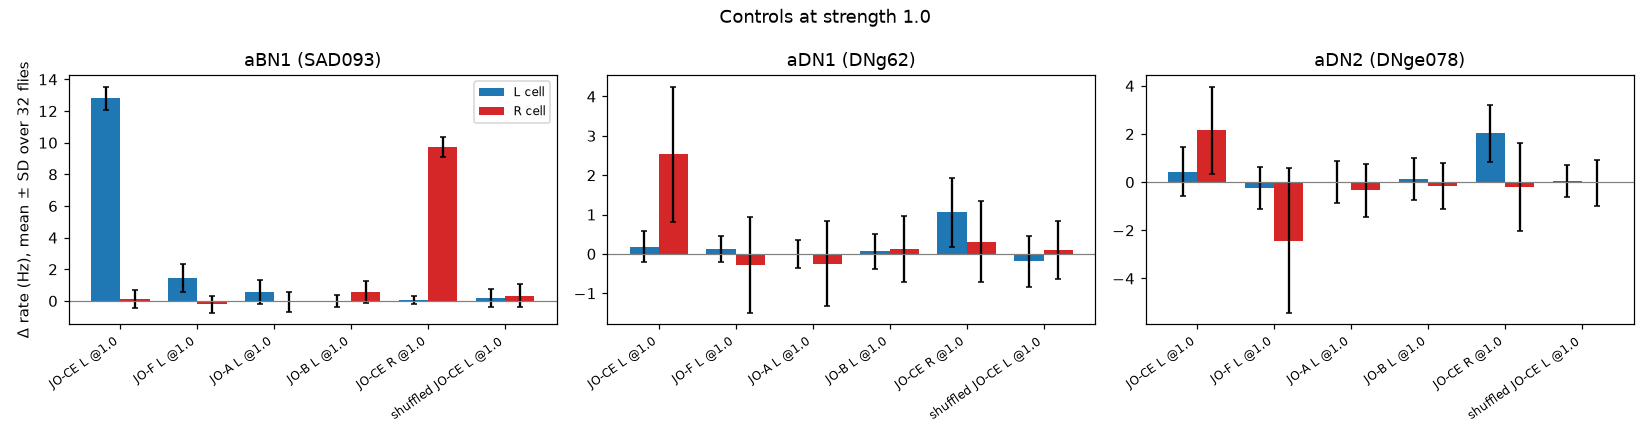 Controls at strength 1.0
aBN1 (SAD093)
Δ rate (Hz), mean ± SD over 32 flies
14
12
10
8
6
4
2
0
L cell
R cell
JO-CE L @1.0
JO-F L @1.0
JO-A L @1.0
JO-B L @1.0
JO-CE R @1.0
shuffled JO-CE L @1.0
aDN1 (DNg62)
4
3
2
1
0
−1
JO-CE L @1.0
JO-F L @1.0
JO-A L @1.0
JO-B L @1.0
JO-CE R @1.0
shuffled JO-CE L @1.0
aDN2 (DNge078)
4
2
0
−2
−4
JO-CE L @1.0
JO-F L @1.0
JO-A L @1.0
JO-B L @1.0
JO-CE R @1.0
shuffled JO-CE L @1.0